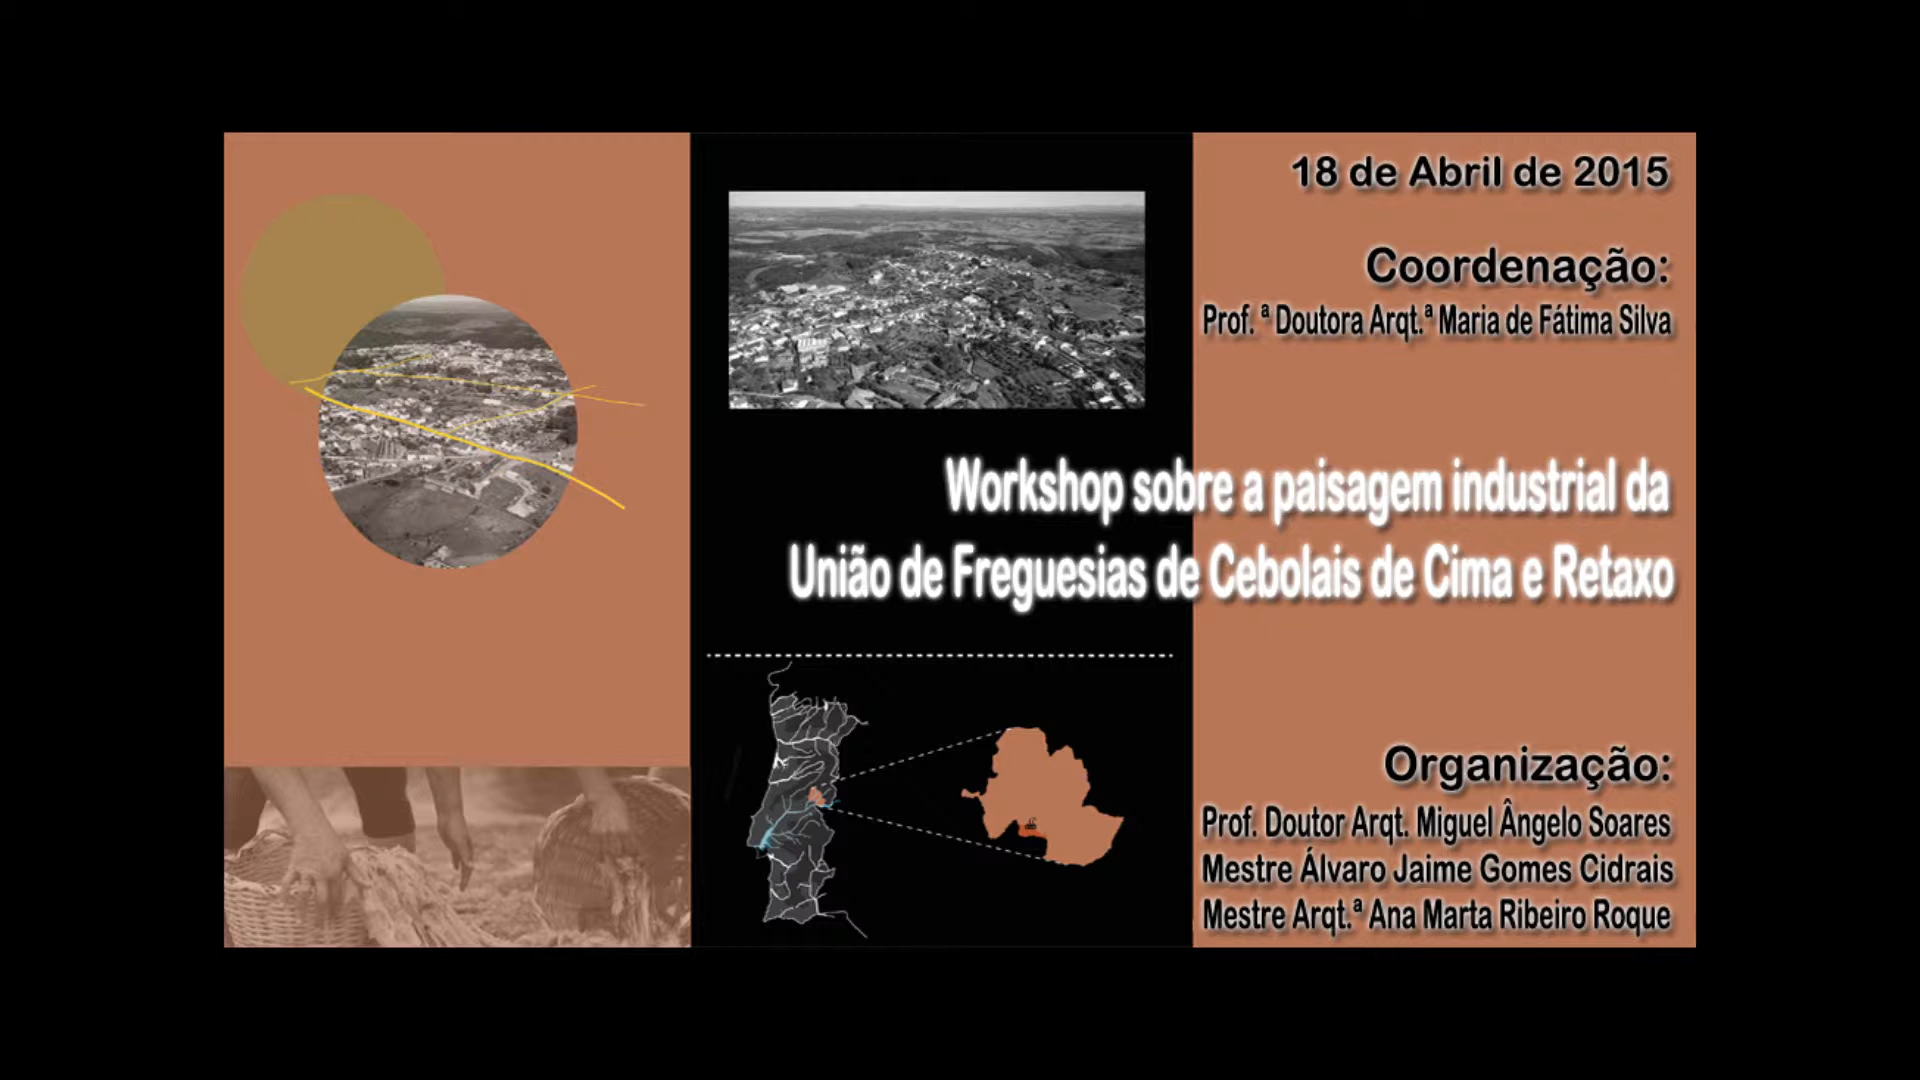 18 de Abril de 2015
Coordenação:
Prof. ª Doutora Arqt.ª Maria de Fátima Silva
Workshop sobre a paisagem industrial da
União de Freguesias de Cebolais de Cima e Retaxo
Organização:
Prof. Doutor Arqt. Miguel Ângelo Soares
Mestre Álvaro Jaime Gomes Cidrais
Mestre Arqt.ª Ana Marta Ribeiro Roque